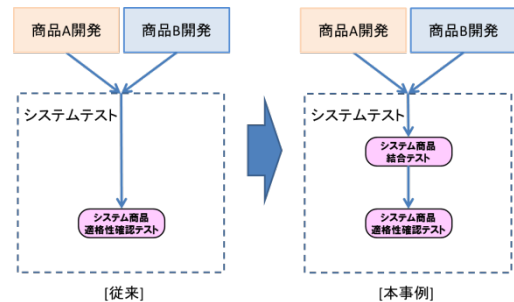 商品A開発
商品B開発
システムテスト
システム商品
適格性確認テスト
[従来]
商品A開発
商品B開発
システムテスト
システム商品
結合テスト
システム商品
適格性確認テスト
[本事例]